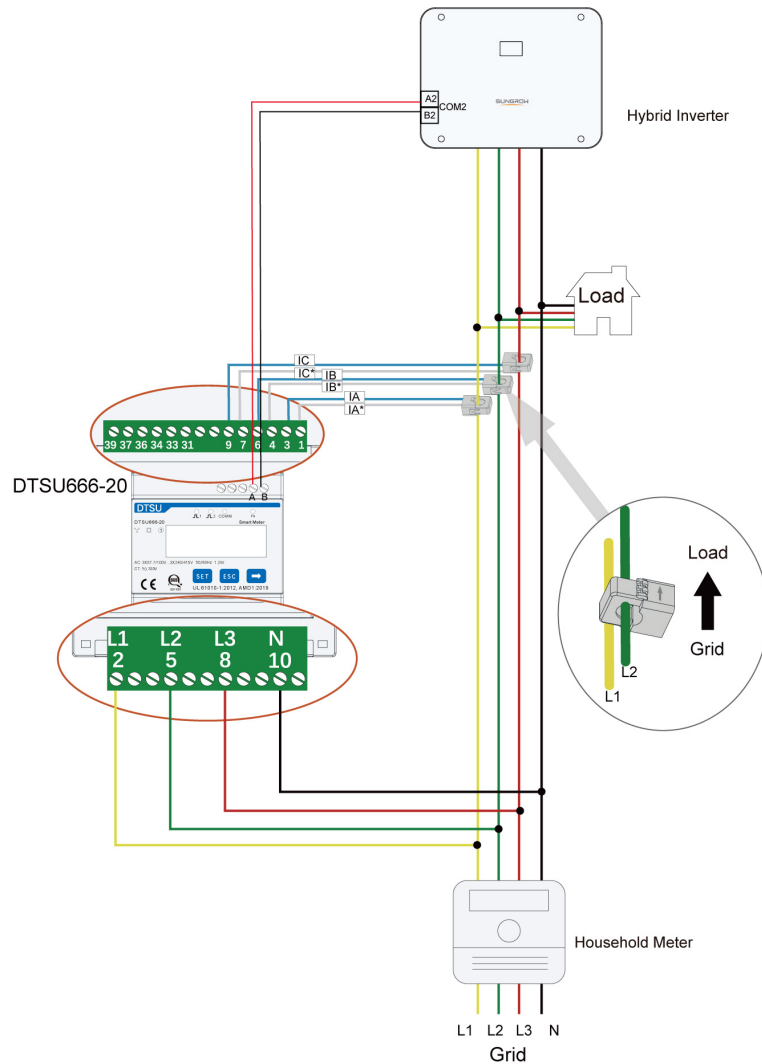 A2
B2
COM2
SUNGROW
Hybrid Inverter
Load
IC
IC*
IB
IB*
IA
IA*
39 37 36 34 33 31 9 7 6 4 3 1
DTSU666-20
A B
DTSU
DTSU666-20
Smart Meter
SET ESC
CE
UL 61010-1:2012, AMD1:2018
L1 L2 L3 N
2 5 8 10
Load
Grid
L2
L1
Household Meter
L1 L2 L3 N
Grid